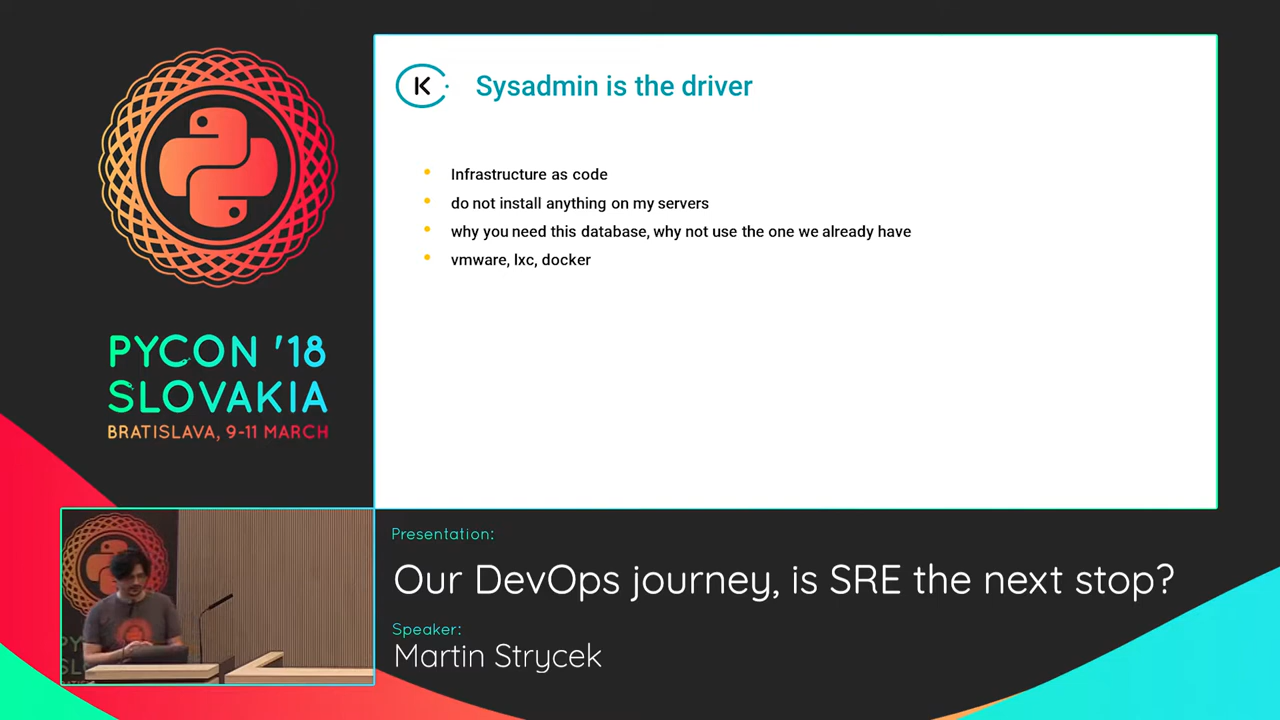 PYCON '18
SLOVAKIA
BRATISLAVA, 9-11 MARCH
K
Sysadmin is the driver
Infrastructure as code
do not install anything on my servers
why you need this database, why not use the one we already have
vmware, lxc, docker
Presentation:
Our DevOps journey, is SRE the next stop?
Speaker:
Martin Strycek